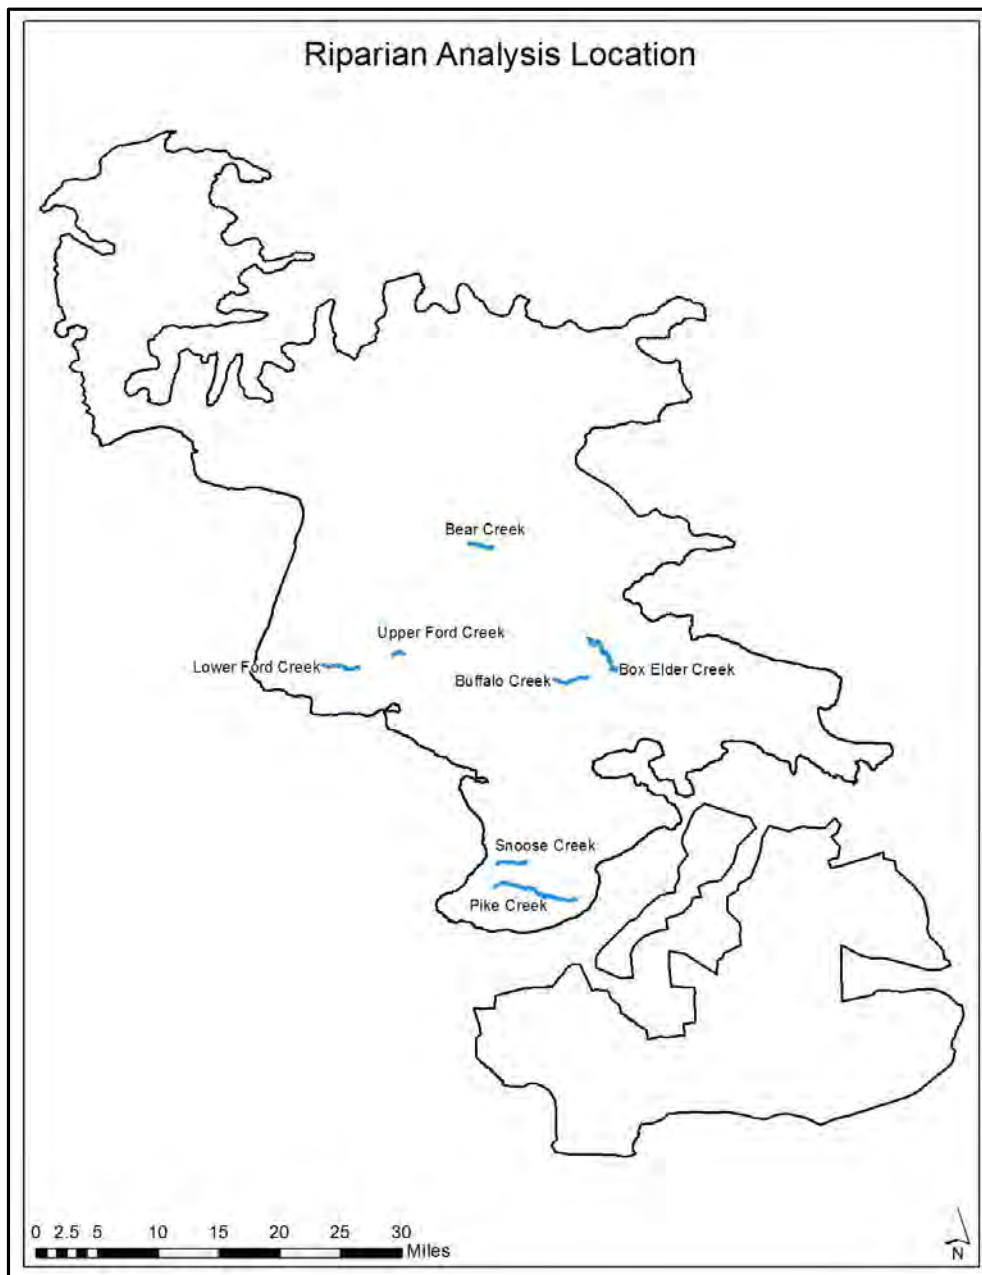 Riparian Analysis Location
Bear Creek
Upper Ford Creek
Lower Ford Creek
Box Elder Creek
Buffalo Creek
Snoose Creek
Pike Creek
0 2.5 5 10 15 20 25 30
Miles
N